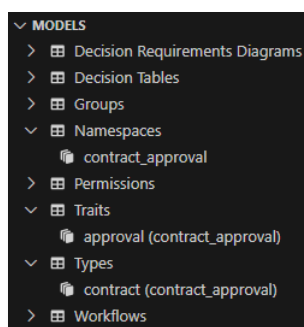 MODELS
Decision Requirements Diagrams
Decision Tables
Groups
Namespaces
contract_approval
Permissions
Traits
approval (contract_approval)
Types
contract (contract_approval)
Workflows